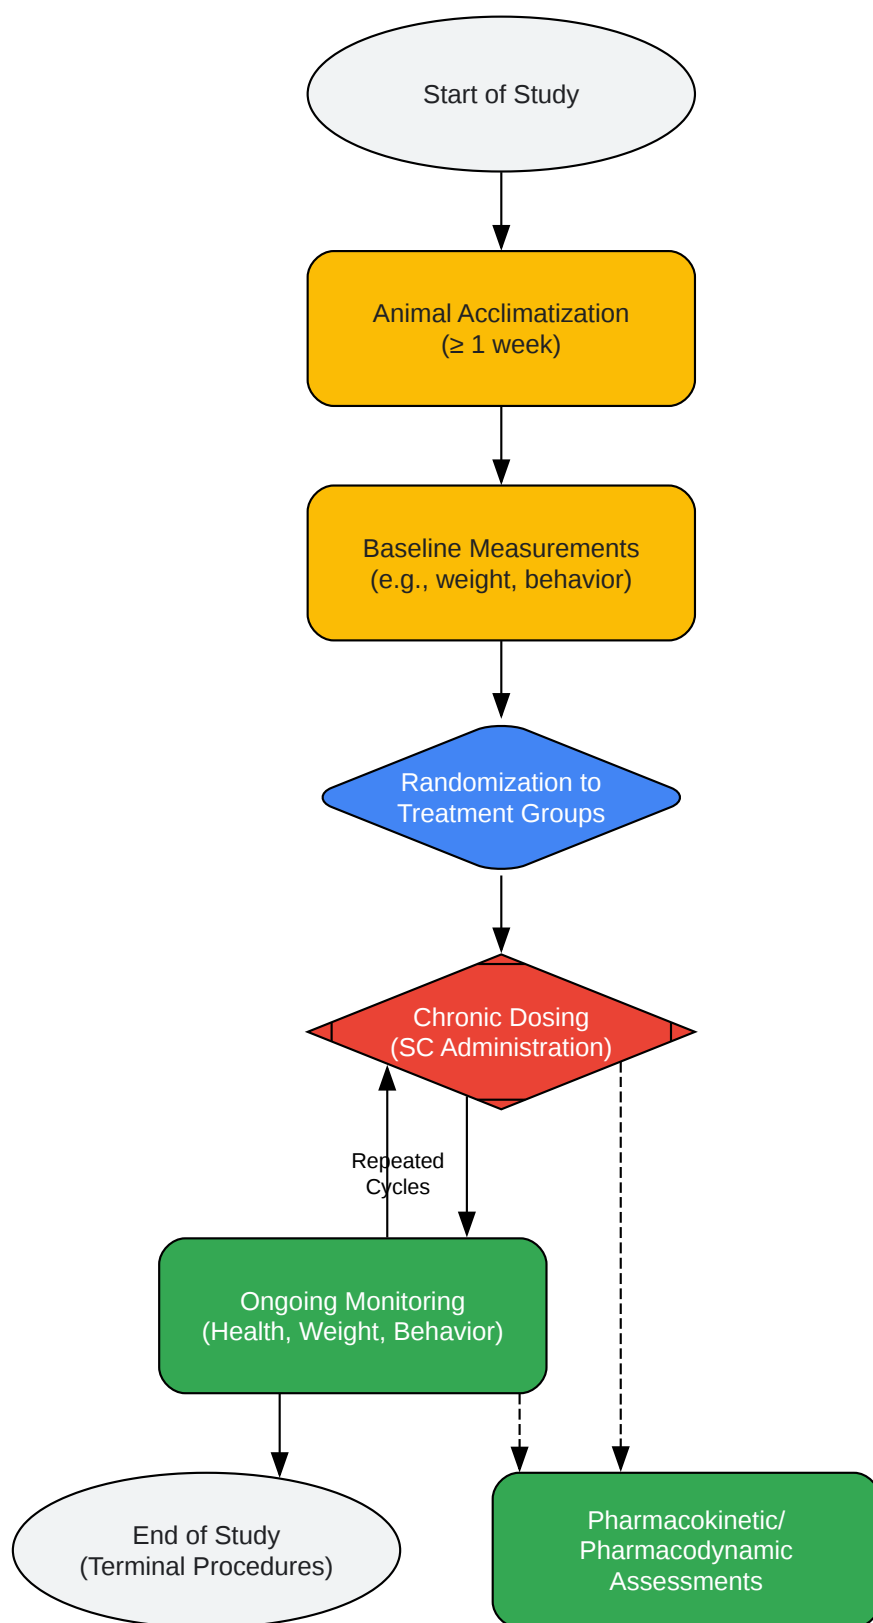 Start of Study
Animal Acclimatization
(≥ 1 week)
Baseline Measurements
(e.g., weight, behavior)
Randomization to
Treatment Groups
Chronic Dosing
(SC Administration)
Repeated
Cycles
Ongoing Monitoring
(Health, Weight, Behavior)
End of Study
(Terminal Procedures)
Pharmacokinetic/
Pharmacodynamic
Assessments